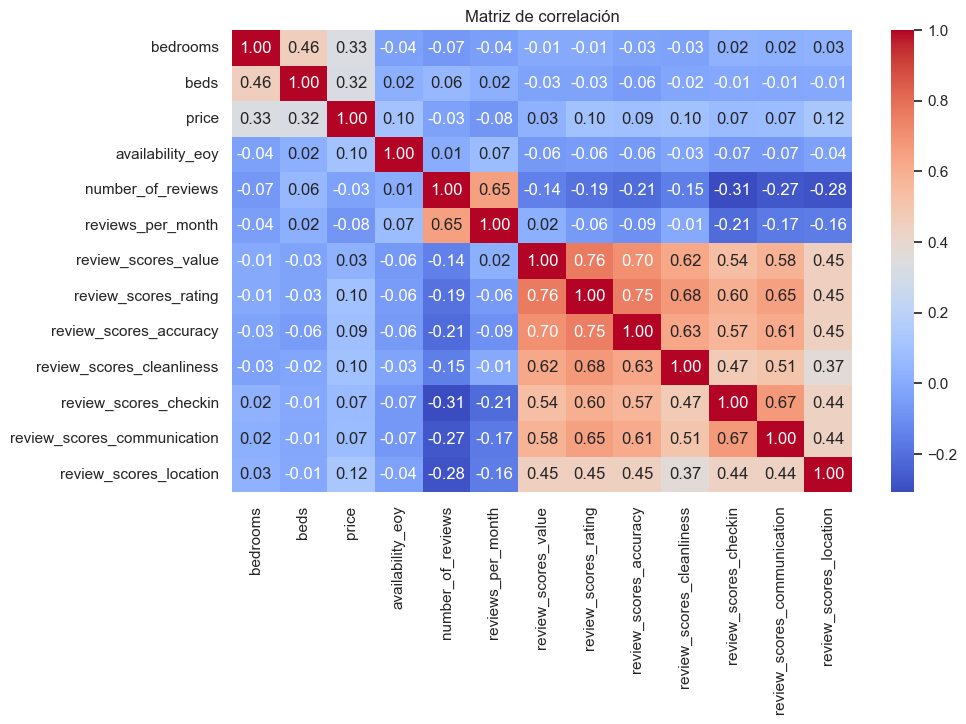 Matriz de correlación
bedrooms 1.00 0.46 0.33 -0.04 -0.07 -0.04 -0.01 -0.01 -0.03 -0.03 0.02 0.02 0.03
beds 0.46 1.00 0.32 0.02 0.06 0.02 -0.03 -0.03 -0.06 -0.02 -0.01 -0.01 -0.01
price 0.33 0.32 1.00 0.10 -0.03 -0.08 0.03 0.10 0.09 0.10 0.07 0.07 0.12
availability_eoy -0.04 0.02 0.10 1.00 0.01 0.07 -0.06 -0.06 -0.06 -0.03 -0.07 -0.07 -0.04
number_of_reviews -0.07 0.06 -0.03 0.01 1.00 0.65 -0.14 -0.19 -0.21 -0.15 -0.31 -0.27 -0.28
reviews_per_month -0.04 0.02 -0.08 0.07 0.65 1.00 0.02 -0.06 -0.09 -0.01 -0.21 -0.17 -0.16
review_scores_value -0.01 -0.03 0.03 -0.06 -0.14 0.02 1.00 0.76 0.70 0.62 0.54 0.58 0.45
review_scores_rating -0.01 -0.03 0.10 -0.06 -0.19 -0.06 0.76 1.00 0.75 0.68 0.60 0.65 0.45
review_scores_accuracy -0.03 -0.06 0.09 -0.06 -0.21 -0.09 0.70 0.75 1.00 0.63 0.57 0.61 0.45
review_scores_cleanliness -0.03 -0.02 0.10 -0.03 -0.15 -0.01 0.62 0.68 0.63 1.00 0.47 0.51 0.37
review_scores_checkin 0.02 -0.01 0.07 -0.07 -0.31 -0.21 0.54 0.60 0.57 0.47 1.00 0.67 0.44
review_scores_communication 0.02 -0.01 0.07 -0.07 -0.27 -0.17 0.58 0.65 0.61 0.51 0.67 1.00 0.44
review_scores_location 0.03 -0.01 0.12 -0.04 -0.28 -0.16 0.45 0.45 0.45 0.37 0.44 0.44 1.00
bedrooms
beds
price
availability_eoy
number_of_reviews
reviews_per_month
review_scores_value
review_scores_rating
review_scores_accuracy
review_scores_cleanliness
review_scores_checkin
review_scores_communication
review_scores_location
1.0
0.8
0.6
0.4
0.2
0.0
−0.2